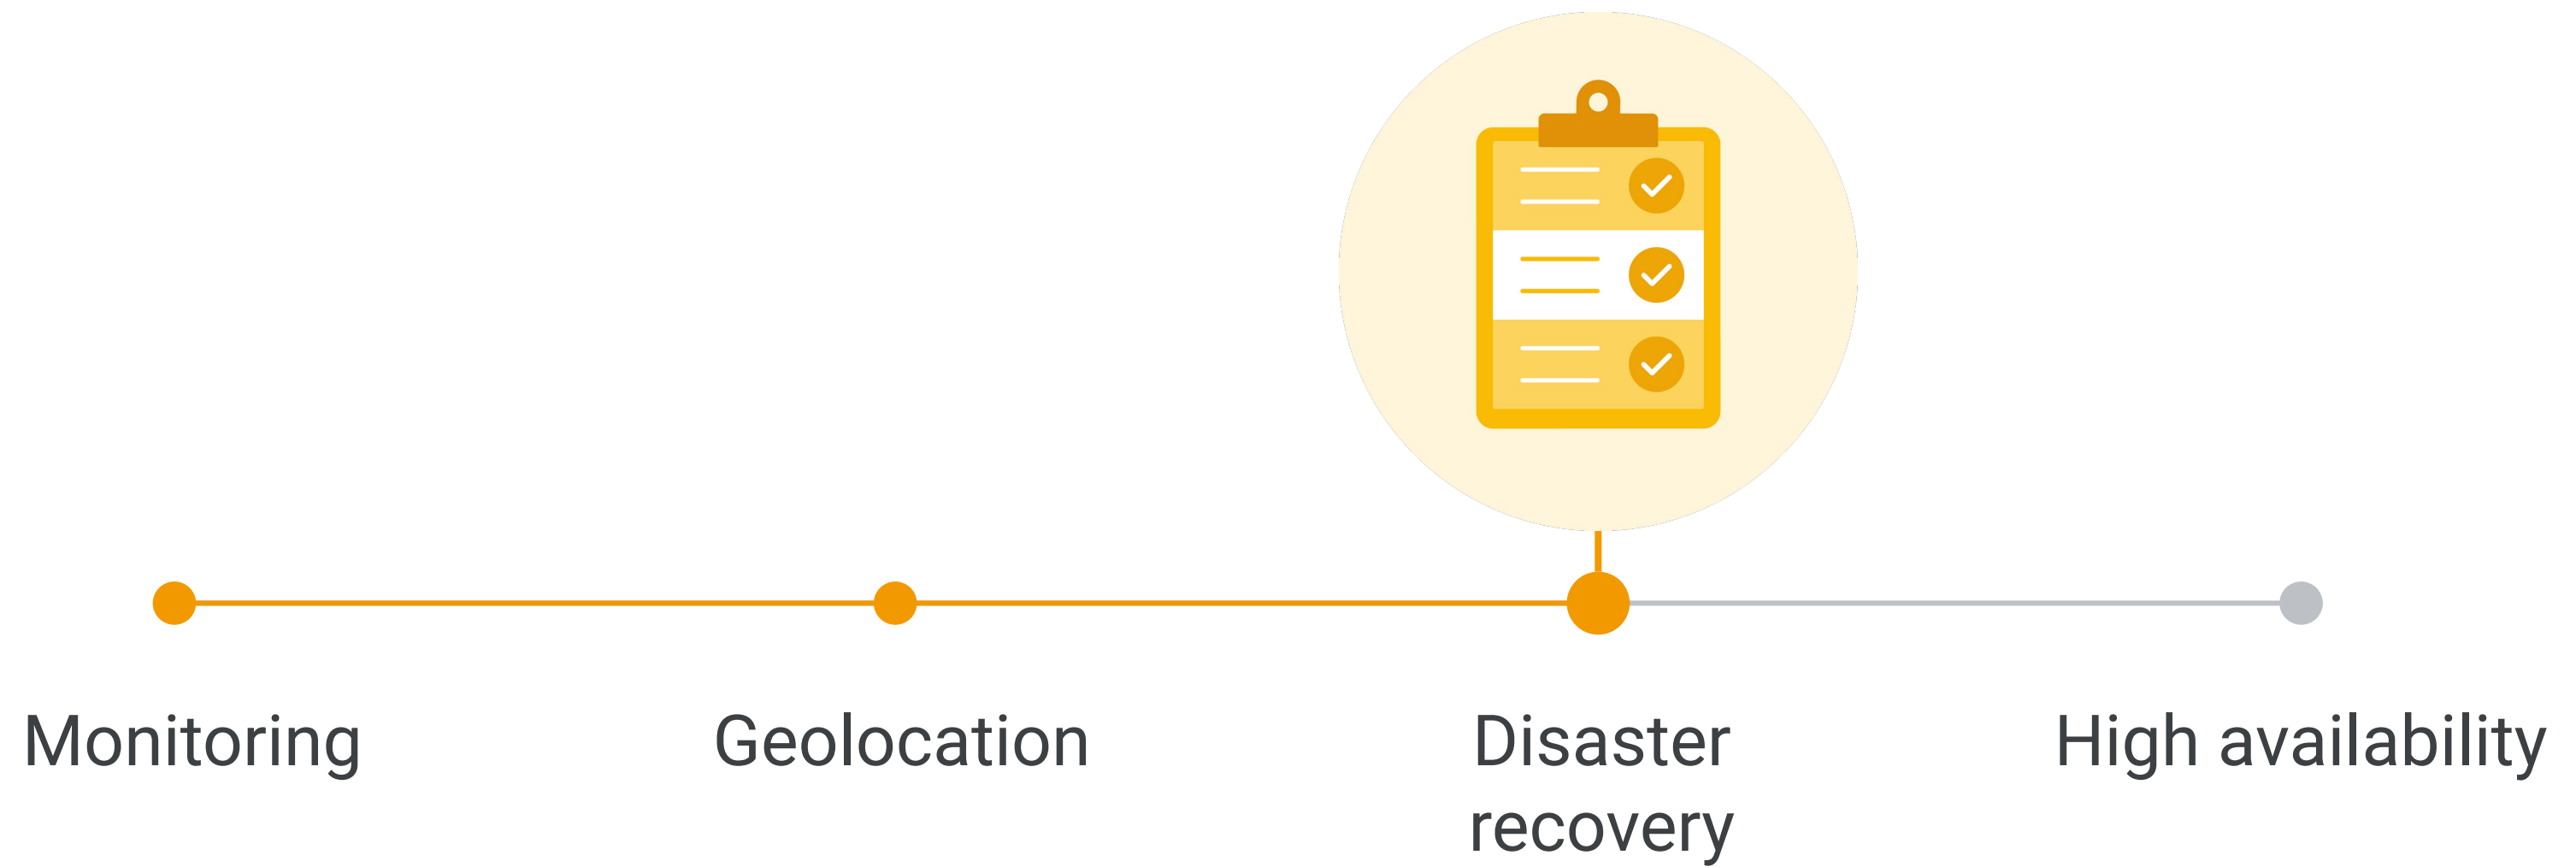 Monitoring
Geolocation
Disaster
recovery
High availability